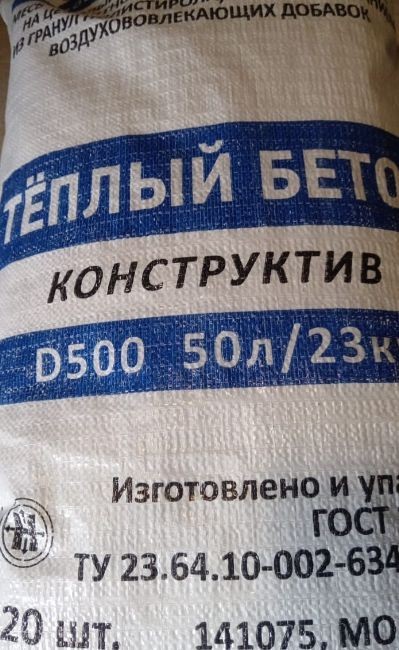 НА Ц
ИЗ ГРАНУЛ
ВОЗДУХОВОВЛЕКАЮЩИХ ДОБАВОК
ТЁПЛЫЙ БЕТО
КОНСТРУКТИВ
D500 50л/23к
Изготовлено и упа
ГОСТ
ТУ 23.64.10-002-634
20 шт. 141075, МО